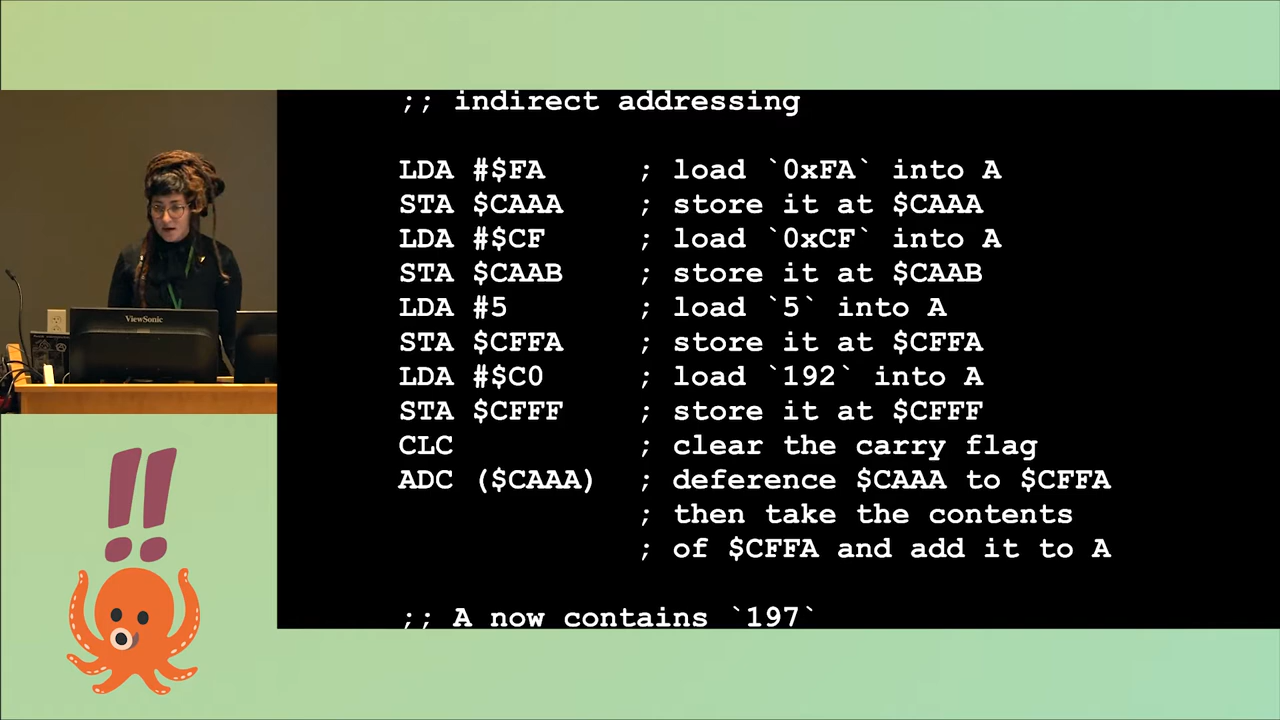 ;; indirect addressing
LDA #$FA ; load `0xFA` into A
STA $CAAA ; store it at $CAAA
LDA #$CF ; load `0xCF` into A
STA $CAAB ; store it at $CAAB
LDA #5 ; load `5` into A
STA $CFFA ; store it at $CFFA
LDA #$C0 ; load `192` into A
STA $CFFF ; store it at $CFFF
CLC ; clear the carry flag
ADC ($CAAA) ; deference $CAAA to $CFFA
; then take the contents
; of $CFFA and add it to A
;; A now contains `197`
ViewSonic
!!